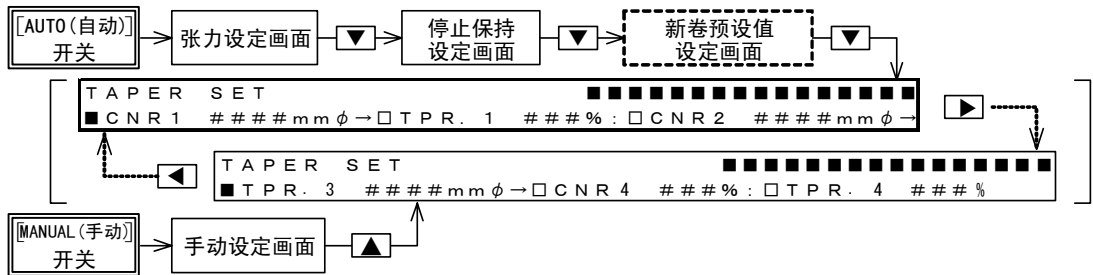 [AUTO(自动)]
开关
张力设定画面
▼
停止保持
设定画面
▼
新卷预设值
设定画面
▼
TAPER SET ■■■■■■■■■■■■■■■■
■CNR1 ####mmφ→□TPR. 1 ###%:□CNR2 ####mmφ→
▶
◀
TAPER SET ■■■■■■■■■■■■■■■■
■TPR. 3 ####mmφ→□CNR4 ###%:□TPR. 4 ###%
[MANUAL(手动)]
开关
手动设定画面
▲